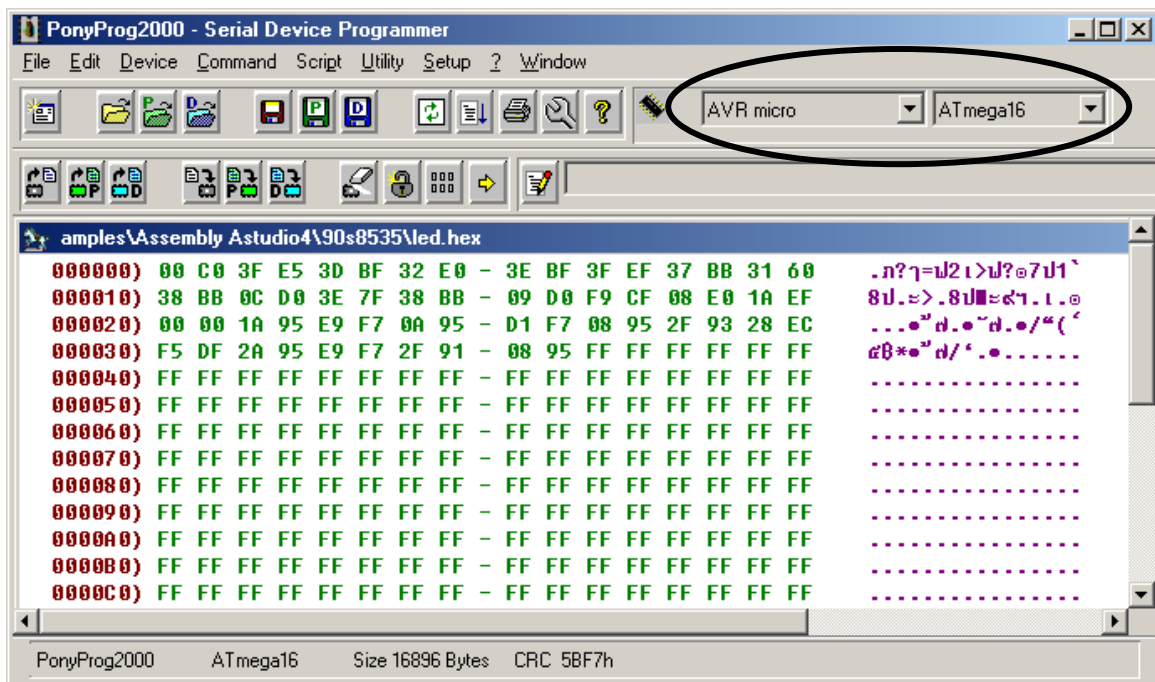 PonyProg2000 - Serial Device Programmer
File Edit Device Command Script Utility Setup ? Window
AVR micro ATmega16
amples\Assembly Astudio4\90s8535\led.hex
000000) 00 C0 3F E5 3D BF 32 E0 - 3E BF 3F EF 37 BB 31 60
000010) 38 BB 0C D0 3E 7F 38 BB - 09 D0 F9 CF 08 E0 1A EF
000020) 00 00 1A 95 E9 F7 0A 95 - D1 F7 08 95 2F 93 28 EC
000030) F5 DF 2A 95 E9 F7 2F 91 - 08 95 FF FF FF FF FF FF
000040) FF FF FF FF FF FF FF FF - FF FF FF FF FF FF FF FF ................
000050) FF FF FF FF FF FF FF FF - FF FF FF FF FF FF FF FF ................
000060) FF FF FF FF FF FF FF FF - FF FF FF FF FF FF FF FF ................
000070) FF FF FF FF FF FF FF FF - FF FF FF FF FF FF FF FF ................
000080) FF FF FF FF FF FF FF FF - FF FF FF FF FF FF FF FF ................
000090) FF FF FF FF FF FF FF FF - FF FF FF FF FF FF FF FF ................
0000A0) FF FF FF FF FF FF FF FF - FF FF FF FF FF FF FF FF ................
0000B0) FF FF FF FF FF FF FF FF - FF FF FF FF FF FF FF FF ................
0000C0) FF FF FF FF FF FF FF FF - FF FF FF FF FF FF FF FF ................
PonyProg2000 ATmega16 Size 16896 Bytes CRC 5BF7h